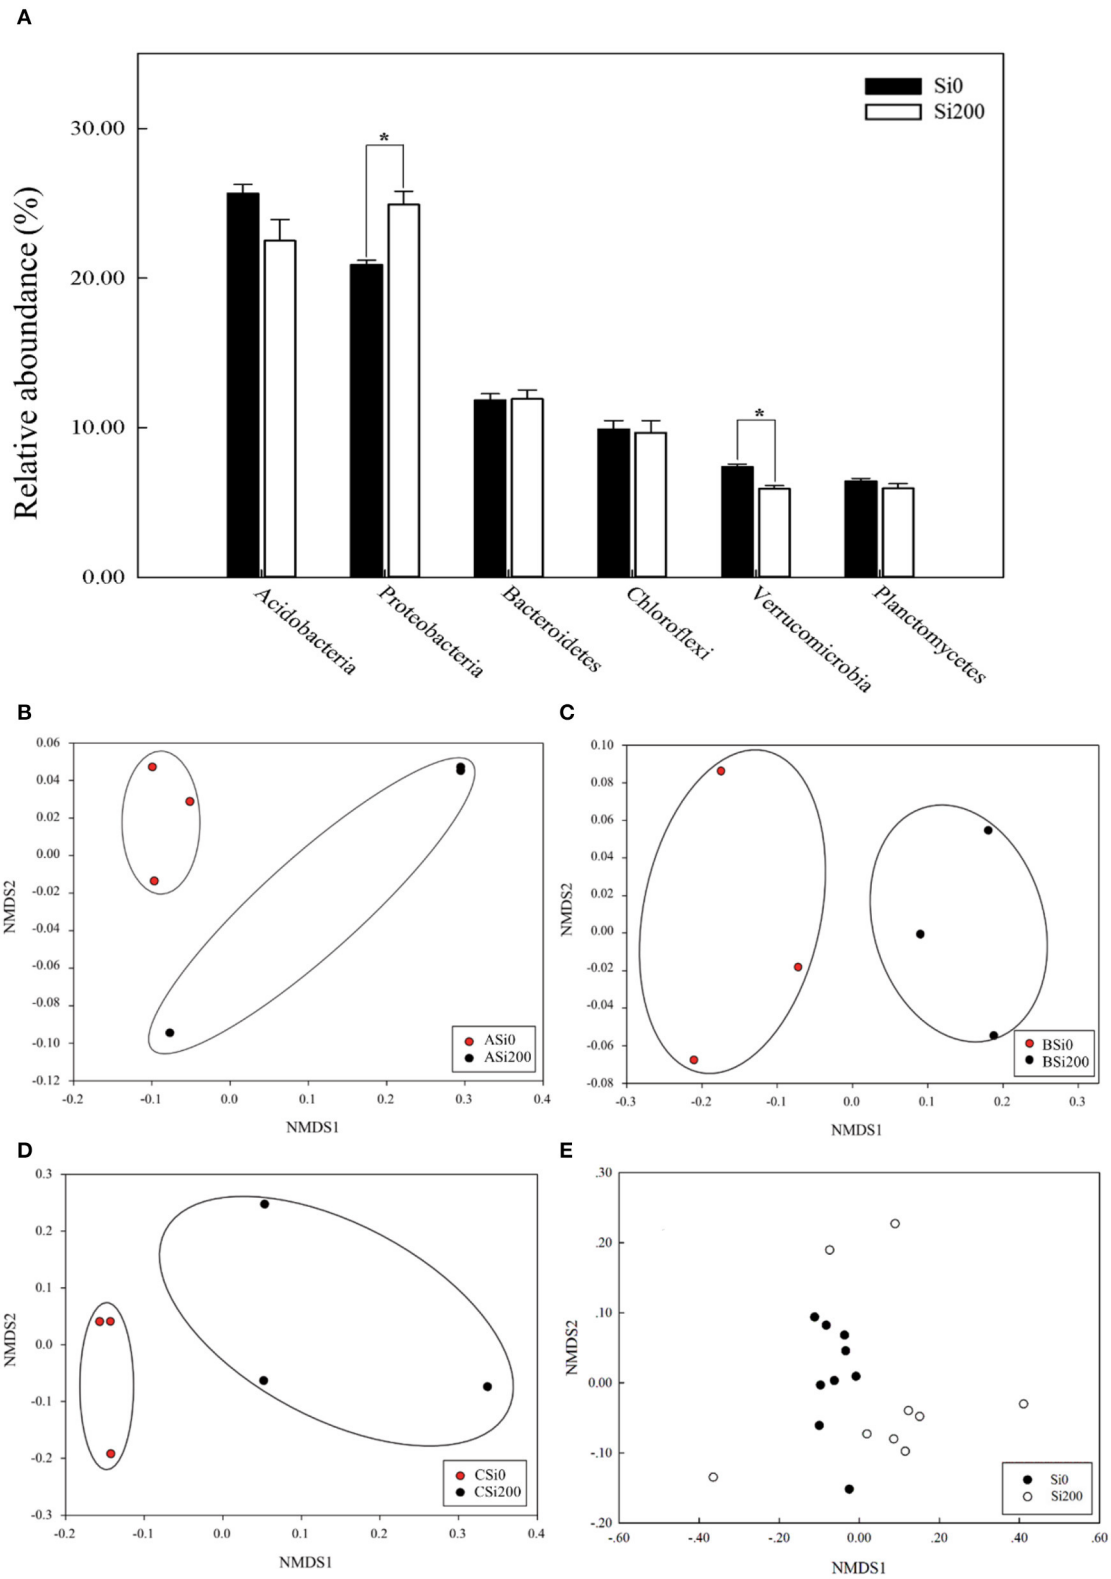 A
Si0
Si200
30.00
20.00
10.00
0.00
Relative aboundance (%)
*
*
Acidobacteria
Proteobacteria
Bacteroidetes
Chloroflexi
Verrucomicrobia
Planctomycetes
B
0.06
0.04
0.02
0.00
-0.02
-0.04
-0.06
-0.08
-0.10
-0.12
NMDS2
-0.2
-0.1
0.0
0.1
0.2
0.3
0.4
NMDS1
ASi0
ASi200
C
0.10
0.08
0.06
0.04
0.02
0.00
-0.02
-0.04
-0.06
-0.08
NMDS2
-0.3
-0.2
-0.1
0.0
0.1
0.2
0.3
NMDS1
BSi0
BSi200
D
0.3
0.2
0.1
0.0
-0.1
-0.2
-0.3
NMDS2
-0.2
-0.1
0.0
0.1
0.2
0.3
0.4
NMDS1
CSi0
CSi200
E
.30
.20
.10
0.00
-.10
-.20
NMDS2
-.60
-.40
-.20
0.00
.20
.40
.60
NMDS1
Si0
Si200